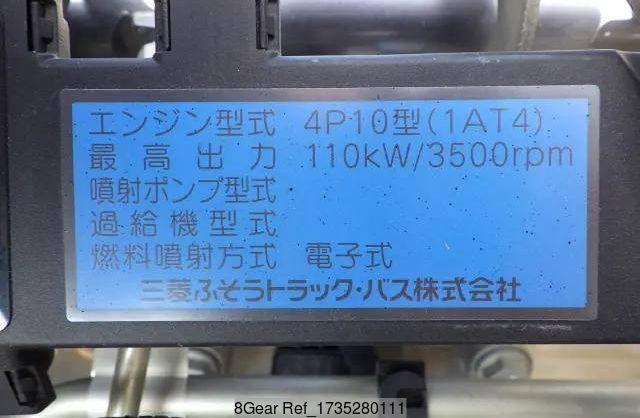 エンジン型式 4P10型(1AT4)
最高出力 110kW/3500rpm
噴射ポンプ型式
過給機型式
燃料噴射方式 電子式
三菱ふそうトラック・バス株式会社
8Gear Ref_1735280111